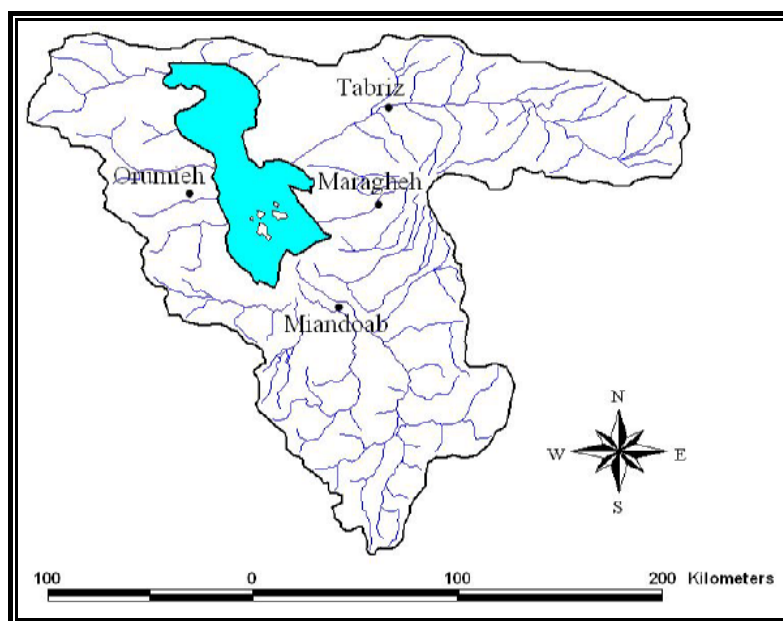 Tabriz
Orumieh
Maragheh
Miandoab
N
W E
S
100 0 100 200 Kilometers